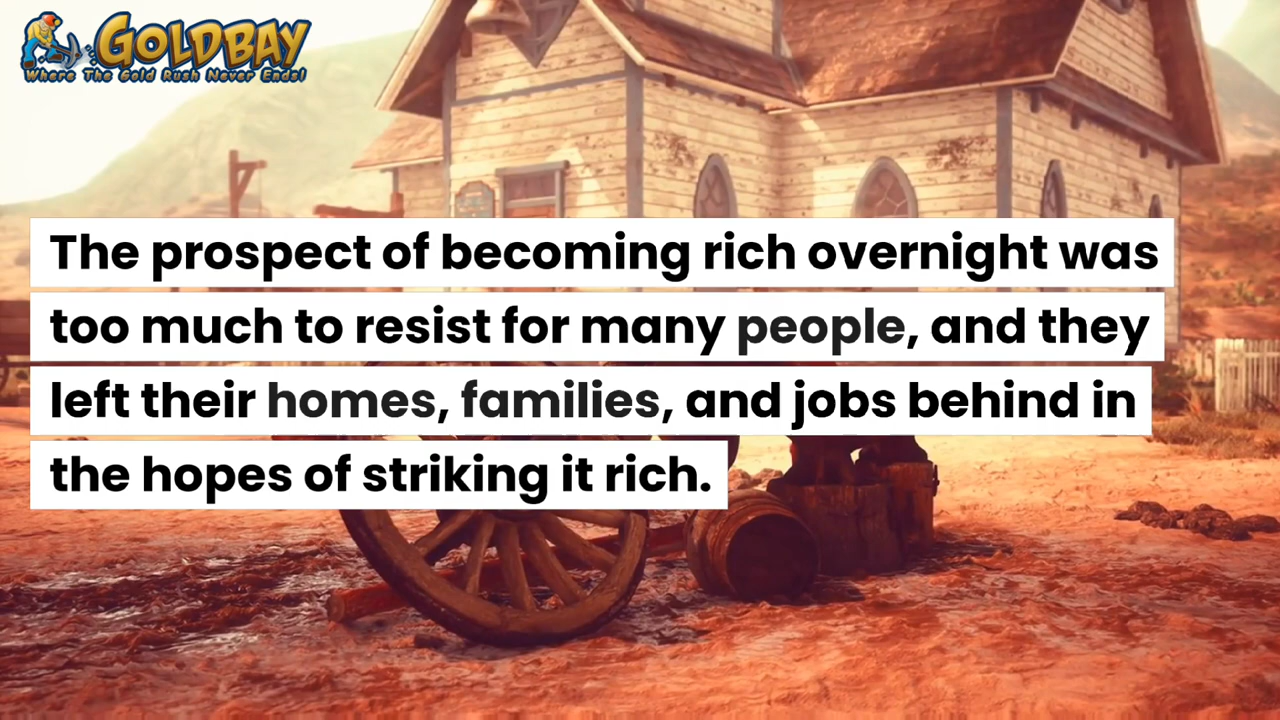 GOLDBAY
Where The Gold Rush Never Ends!
The prospect of becoming rich overnight was
too much to resist for many people, and they
left their homes, families, and jobs behind in
the hopes of striking it rich.